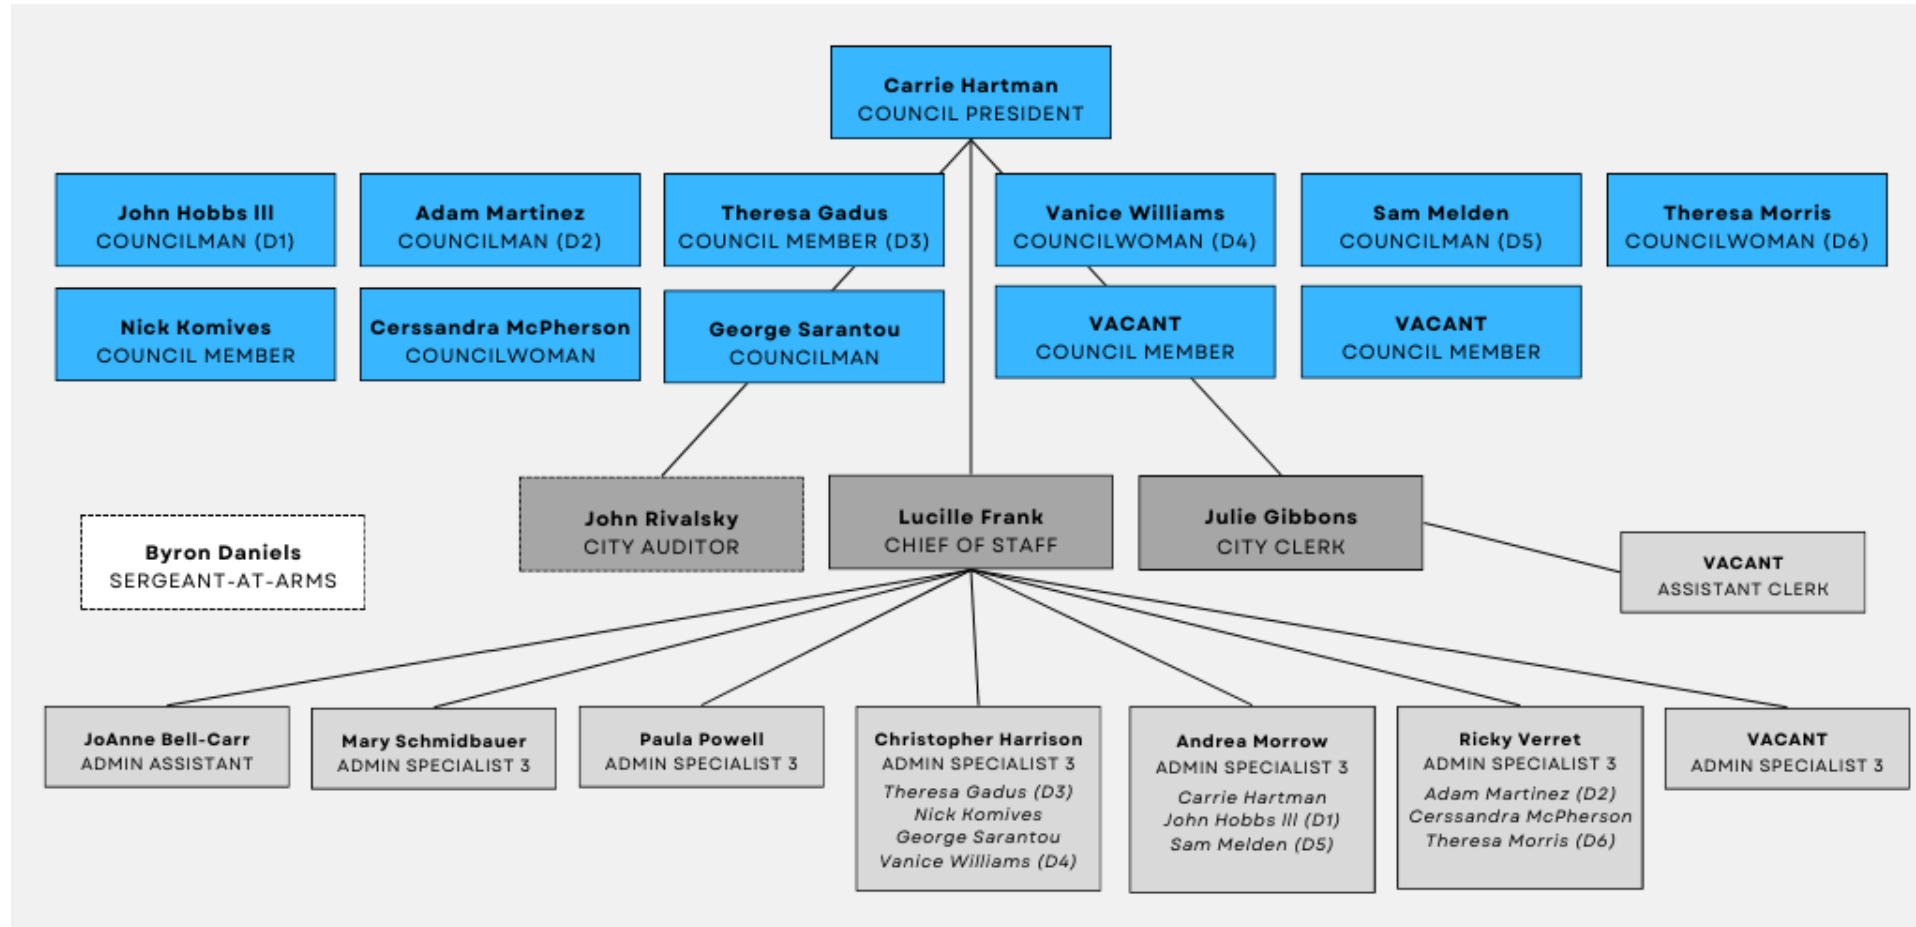 Carrie Hartman
COUNCIL PRESIDENT
John Hobbs lll
COUNCILMAN (D1)
Adam Martinez
COUNCILMAN (D2)
Theresa Gadus
COUNCIL MEMBER (D3)
Vanice Williams
COUNCILWOMAN (D4)
Sam Melden
COUNCILMAN (D5)
Theresa Morris
COUNCILWOMAN (D6)
Nick Komives
COUNCIL MEMBER
Cerssandra McPherson
COUNCILWOMAN
George Sarantou
COUNCILMAN
VACANT
COUNCIL MEMBER
VACANT
COUNCIL MEMBER
Byron Daniels
SERGEANT-AT-ARMS
John Rivalsky
CITY AUDITOR
Lucille Frank
CHIEF OF STAFF
Julie Gibbons
CITY CLERK
VACANT
ASSISTANT CLERK
JoAnne Bell-Carr
ADMIN ASSISTANT
Mary Schmidbauer
ADMIN SPECIALIST 3
Paula Powell
ADMIN SPECIALIST 3
Christopher Harrison
ADMIN SPECIALIST 3
Theresa Gadus (D3)
Nick Komives
George Sarantou
Vanice Williams (D4)
Andrea Morrow
ADMIN SPECIALIST 3
Carrie Hartman
John Hobbs lll (D1)
Sam Melden (D5)
Ricky Verret
ADMIN SPECIALIST 3
Adam Martinez (D2)
Cerssandra McPherson
Theresa Morris (D6)
VACANT
ADMIN SPECIALIST 3